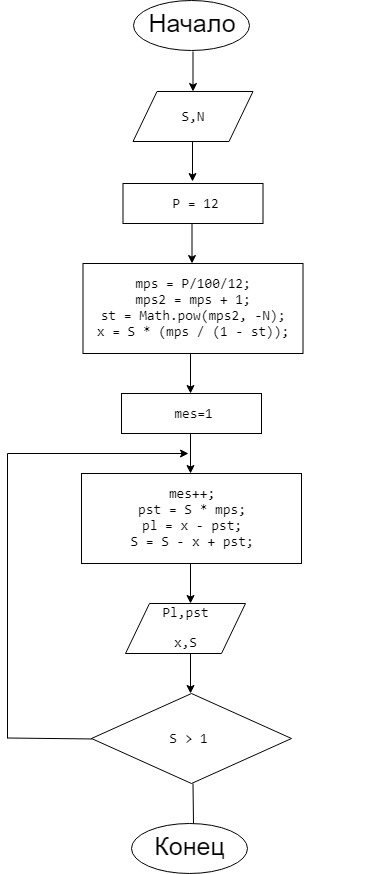 Начало
S,N
P = 12
mps = P/100/12;
mps2 = mps + 1;
st = Math.pow(mps2, -N);
x = S * (mps / (1 - st));
mes=1
mes++;
pst = S * mps;
pl = x - pst;
S = S - x + pst;
Pl,pst
x,S
S > 1
Конец